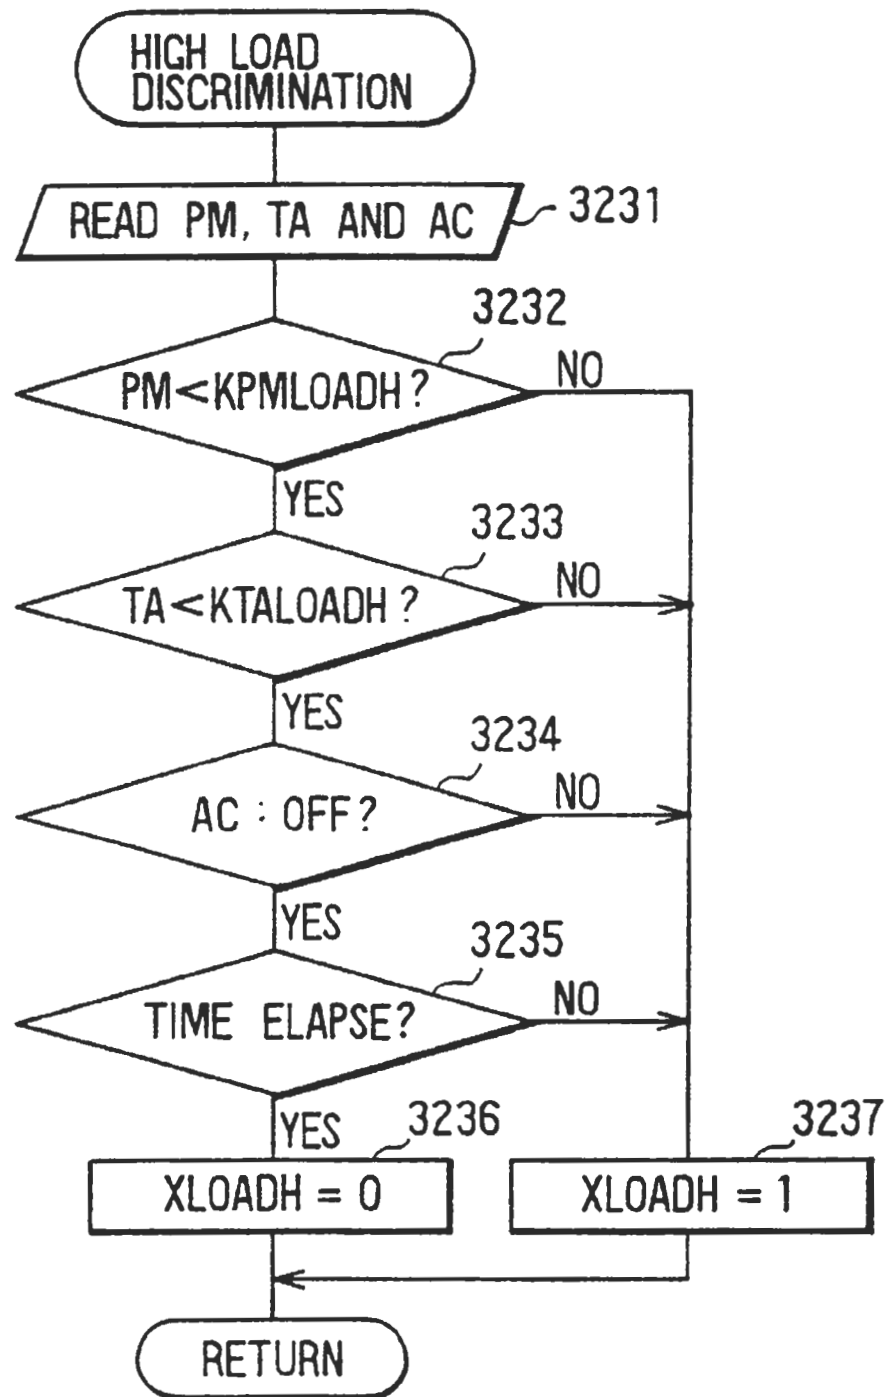 HIGH LOAD
DISCRIMINATION
READ PM, TA AND AC
3231
3232
PM<KPMLOADH?
NO
YES
3233
TA<KTALOADH?
NO
YES
3234
AC : OFF?
NO
YES
3235
TIME ELAPSE?
NO
YES
3236
XLOADH = 0
3237
XLOADH = 1
RETURN